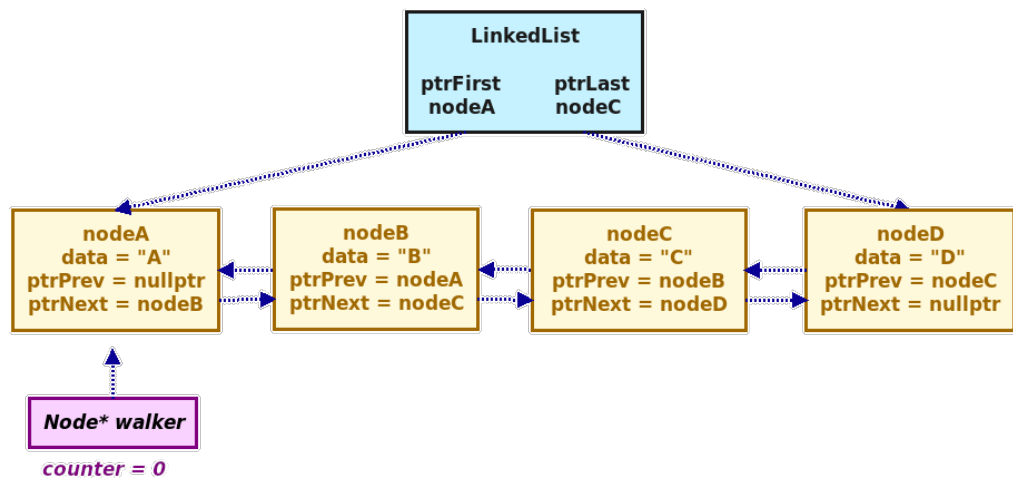 LinkedList
ptrFirst ptrLast
nodeA nodeC
nodeA
data = "A"
ptrPrev = nullptr
ptrNext = nodeB
nodeB
data = "B"
ptrPrev = nodeA
ptrNext = nodeC
nodeC
data = "C"
ptrPrev = nodeB
ptrNext = nodeD
nodeD
data = "D"
ptrPrev = nodeC
ptrNext = nullptr
Node* walker
counter = 0